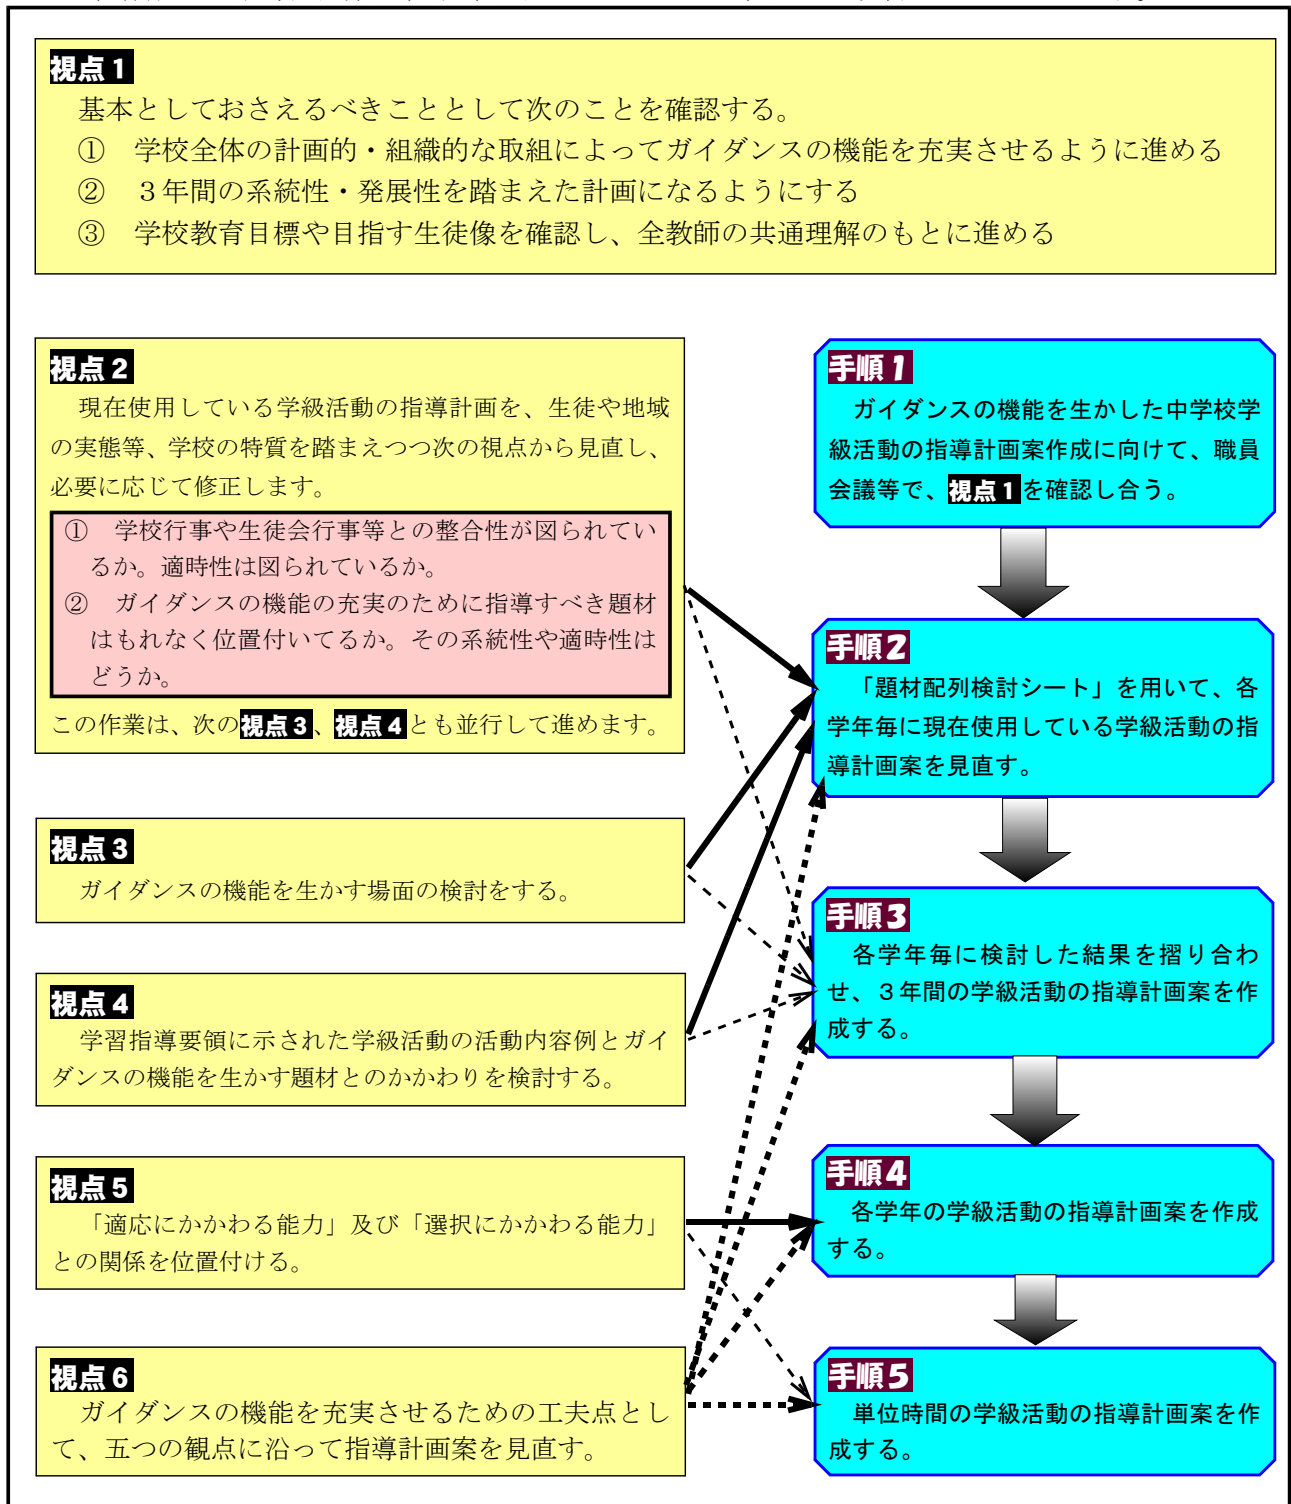 視点1
基本としておさえるべきこととして次のことを確認する。
① 学校全体の計画的・組織的な取組によってガイダンスの機能を充実させるように進める
② 3年間の系統性・発展性を踏まえた計画になるようにする
③ 学校教育目標や目指す生徒像を確認し、全教師の共通理解のもとに進める
視点2
現在使用している学級活動の指導計画を、生徒や地域
の実態等、学校の特質を踏まえつつ次の視点から見直し、
必要に応じて修正します。
① 学校行事や生徒会行事等との整合性が図られてい
るか。適時性は図られているか。
② ガイダンスの機能の充実のために指導すべき題材
はもれなく位置付いてるか。その系統性や適時性は
どうか。
この作業は、次の視点3、視点4とも並行して進めます。
視点3
ガイダンスの機能を生かす場面の検討をする。
視点4
学習指導要領に示された学級活動の活動内容例とガイ
ダンスの機能を生かす題材とのかかわりを検討する。
視点5
「適応にかかわる能力」及び「選択にかかわる能力」
との関係を位置付ける。
視点6
ガイダンスの機能を充実させるための工夫点とし
て、五つの観点に沿って指導計画案を見直す。
手順1
ガイダンスの機能を生かした中学校学
級活動の指導計画案作成に向けて、職員
会議等で、視点1を確認し合う。
手順2
「題材配列検討シート」を用いて、各
学年毎に現在使用している学級活動の指
導計画案を見直す。
手順3
各学年毎に検討した結果を摺り合わ
せ、3年間の学級活動の指導計画案を作
成する。
手順4
各学年の学級活動の指導計画案を作成
する。
手順5
単位時間の学級活動の指導計画案を作
成する。